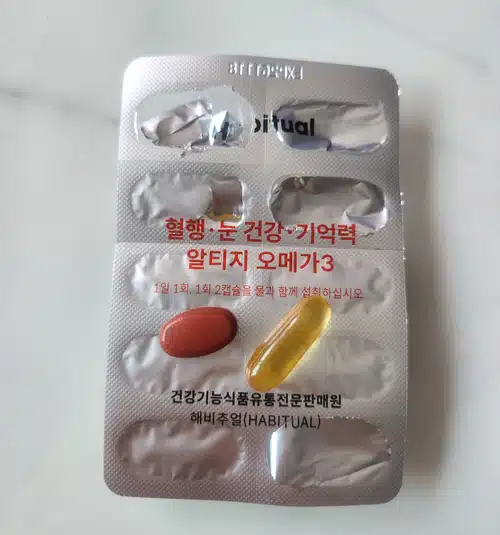 혈행·눈 건강·기억력
알티지 오메가3
1일 1회, 1회 2캡슐을 물과 함께 섭취하십시오
건강기능식품유통전문판매원
해비추얼(HABITUAL)